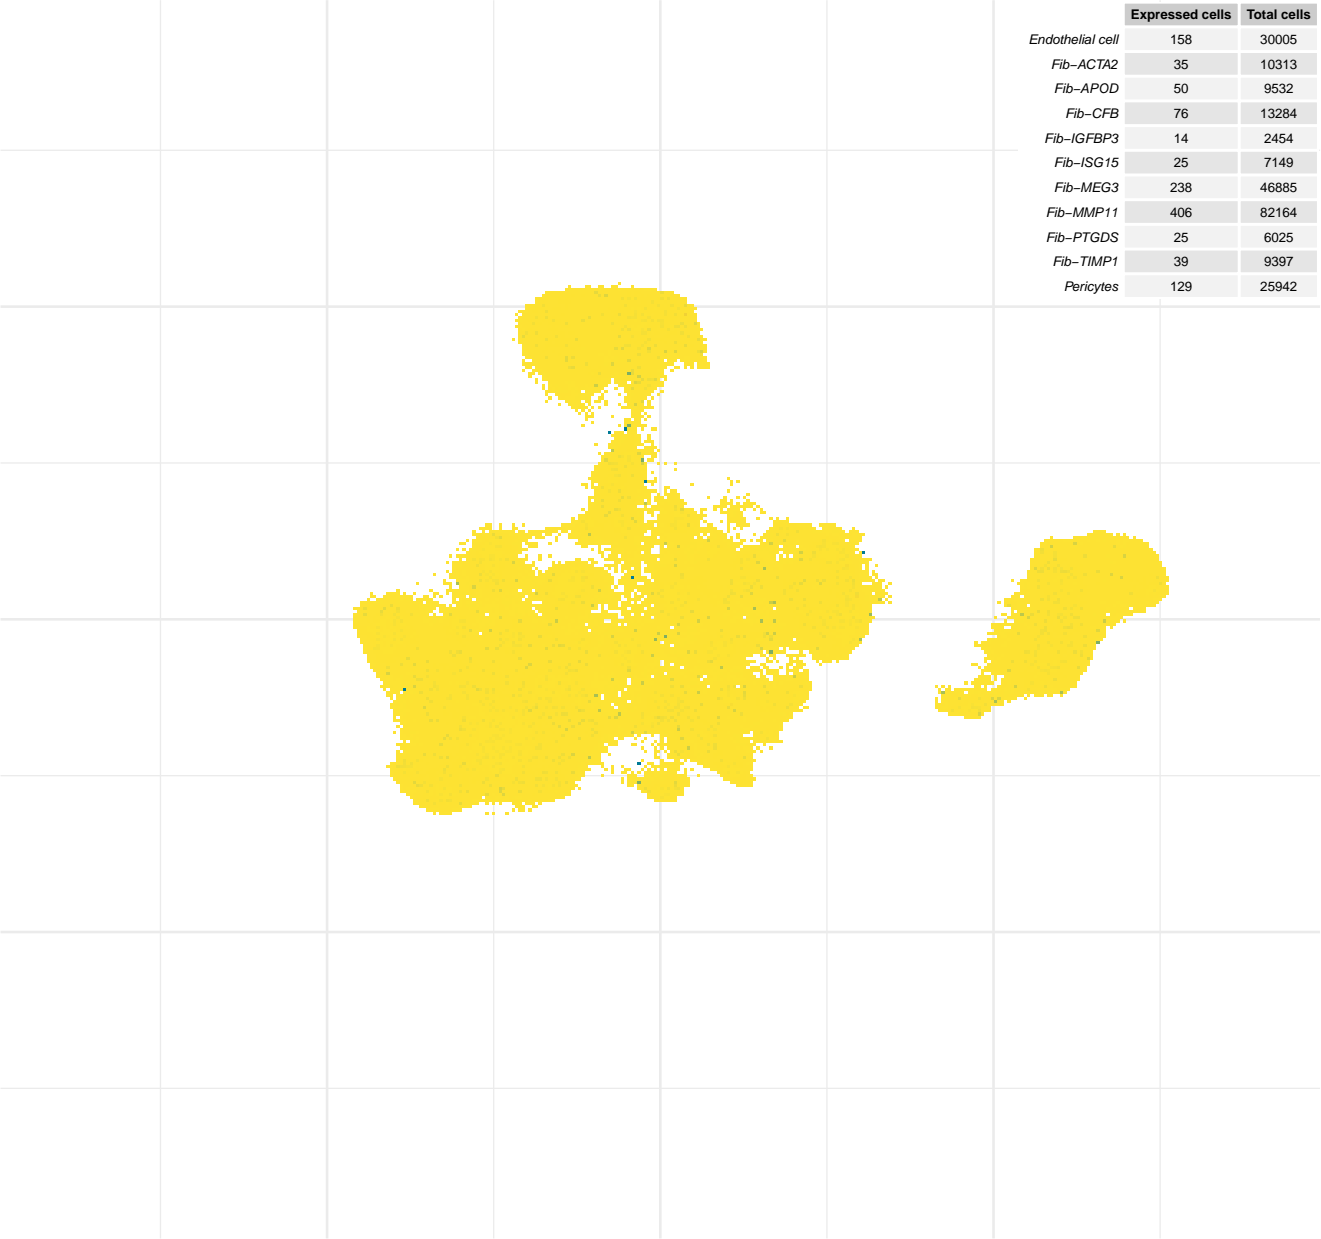 Expressed cells Total cells
Endothelial cell 158 30005
Fib−ACTA2 35 10313
Fib−APOD 50 9532
Fib−CFB 76 13284
Fib−IGFBP3 14 2454
Fib−ISG15 25 7149
Fib−MEG3 238 46885
Fib−MMP11 406 82164
Fib−PTGDS 25 6025
Fib−TIMP1 39 9397
Pericytes 129 25942